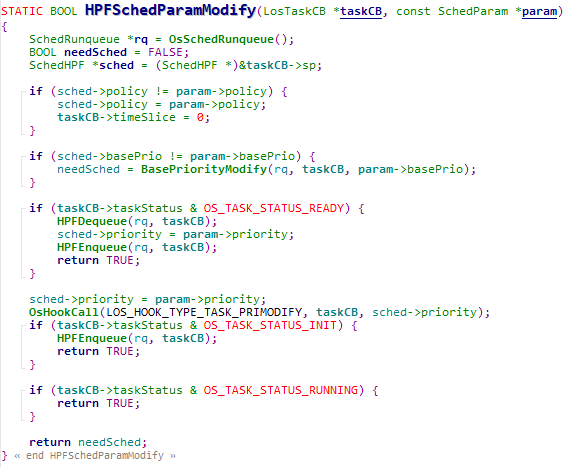 STATIC BOOL HPFSchedParamModify(LosTaskCB *taskCB, const SchedParam *param)
{
    SchedRunqueue *rq = OsSchedRunqueue();
    BOOL needSched = FALSE;
    SchedHPF *sched = (SchedHPF *)&taskCB->sp;

    if (sched->policy != param->policy) {
        sched->policy = param->policy;
        taskCB->timeSlice = 0;
    }

    if (sched->basePrio != param->basePrio) {
        needSched = BasePriorityModify(rq, taskCB, param->basePrio);
    }

    if (taskCB->taskStatus & OS_TASK_STATUS_READY) {
        HPFDequeue(rq, taskCB);
        sched->priority = param->priority;
        HPFEnqueue(rq, taskCB);
        return TRUE;
    }

    sched->priority = param->priority;
    OsHookCall(LOS_HOOK_TYPE_TASK_PRIMODIFY, taskCB, sched->priority);
    if (taskCB->taskStatus & OS_TASK_STATUS_INIT) {
        HPFEnqueue(rq, taskCB);
        return TRUE;
    }

    if (taskCB->taskStatus & OS_TASK_STATUS_RUNNING) {
        return TRUE;
    }

    return needSched;
} « end HPFSchedParamModify »